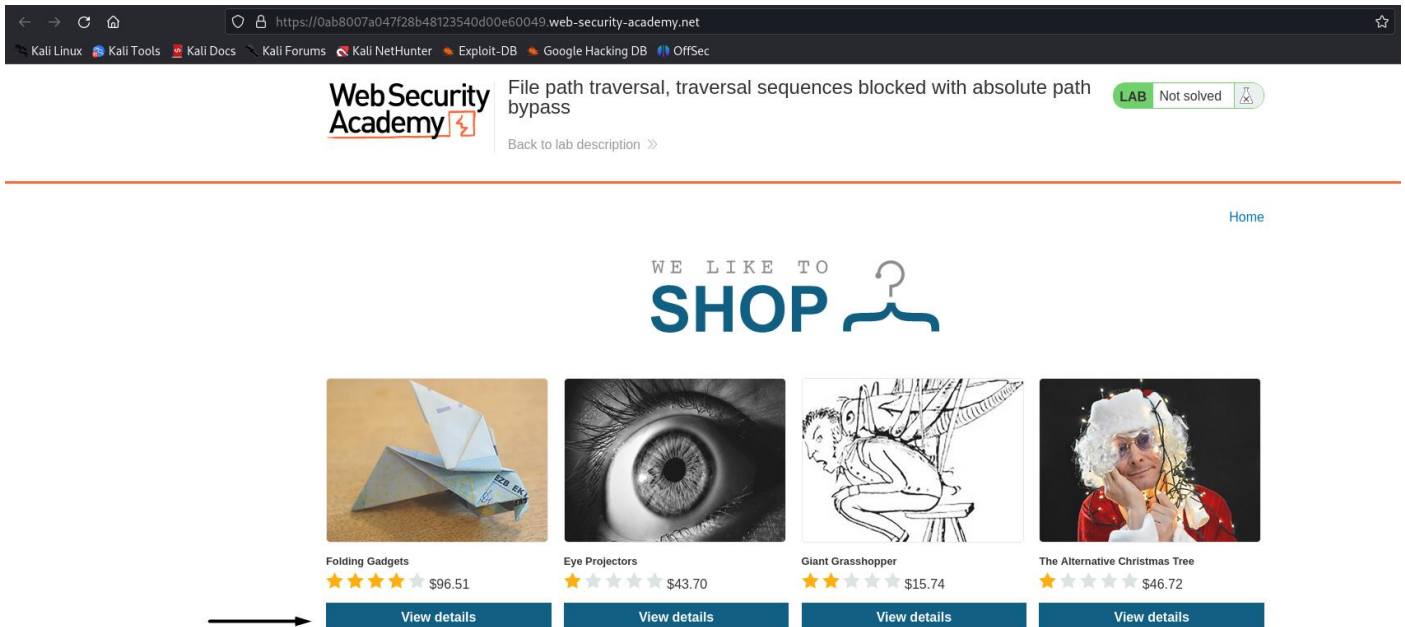 https://0ab8007a047f28b48123540d00e60049.web-security-academy.net
Kali Linux Kali Tools Kali Docs Kali Forums Kali NetHunter Exploit-DB Google Hacking DB OffSec
Web Security
Academy
File path traversal, traversal sequences blocked with absolute path
bypass
LAB Not solved
Back to lab description
Home
WE LIKE TO
SHOP
Folding Gadgets
$96.51
View details
Eye Projectors
$43.70
View details
Giant Grasshopper
$15.74
View details
The Alternative Christmas Tree
$46.72
View details